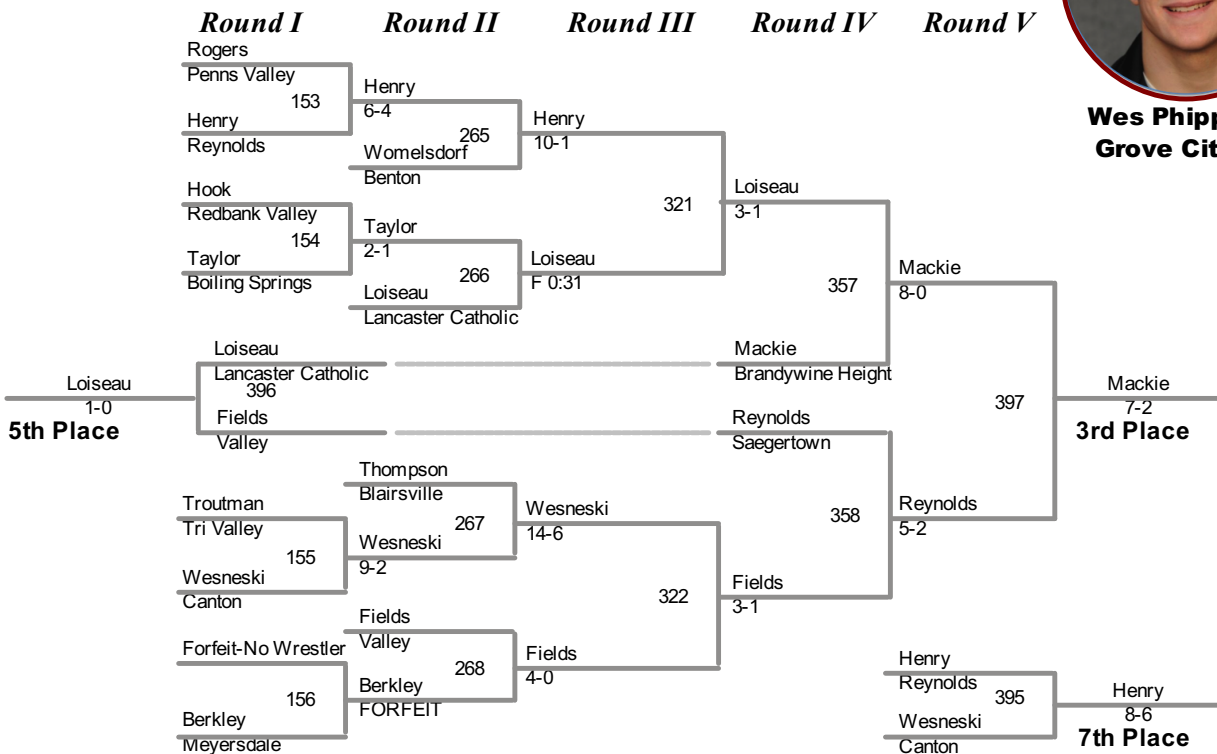 Round I Round II Round III Round IV Round V
Rogers
Penns Valley
153
Henry
Reynolds
Henry
6-4
265
Womelsdorf
Benton
Henry
10-1
Hook
Redbank Valley
154
Taylor
Boiling Springs
Taylor
2-1
266
Loiseau
Lancaster Catholic
Loiseau
F 0:31
321
Loiseau
3-1
357
Mackie
Brandywine Height
Mackie
8-0
Wes Phipp
Grove Cit
Loiseau
Lancaster Catholic
396
Fields
Valley
Loiseau
1-0
5th Place
Reynolds
Saegertown
397
Mackie
7-2
3rd Place
Thompson
Blairsville
267
Troutman
Tri Valley
155
Wesneski
Canton
Wesneski
9-2
Wesneski
14-6
358
Reynolds
5-2
322
Fields
3-1
Fields
Valley
268
Forfeit-No Wrestler
156
Berkley
Meyersdale
Berkley
FORFEIT
Fields
4-0
Henry
Reynolds
395
Wesneski
Canton
Henry
8-6
7th Place